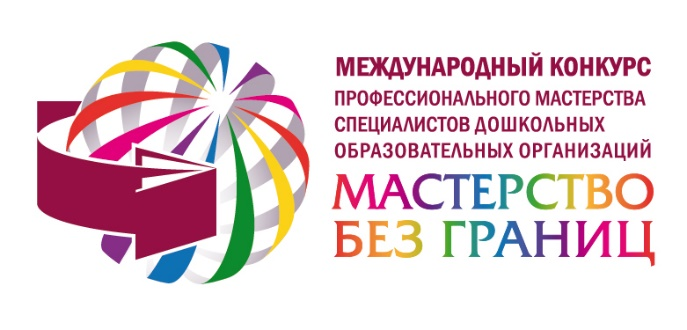 МЕЖДУНАРОДНЫЙ КОНКУРС
ПРОФЕССИОНАЛЬНОГО МАСТЕРСТВА
СПЕЦИАЛИСТОВ ДОШКОЛЬНЫХ
ОБРАЗОВАТЕЛЬНЫХ ОРГАНИЗАЦИЙ
МАСТЕРСТВО
БЕЗ ГРАНИЦ